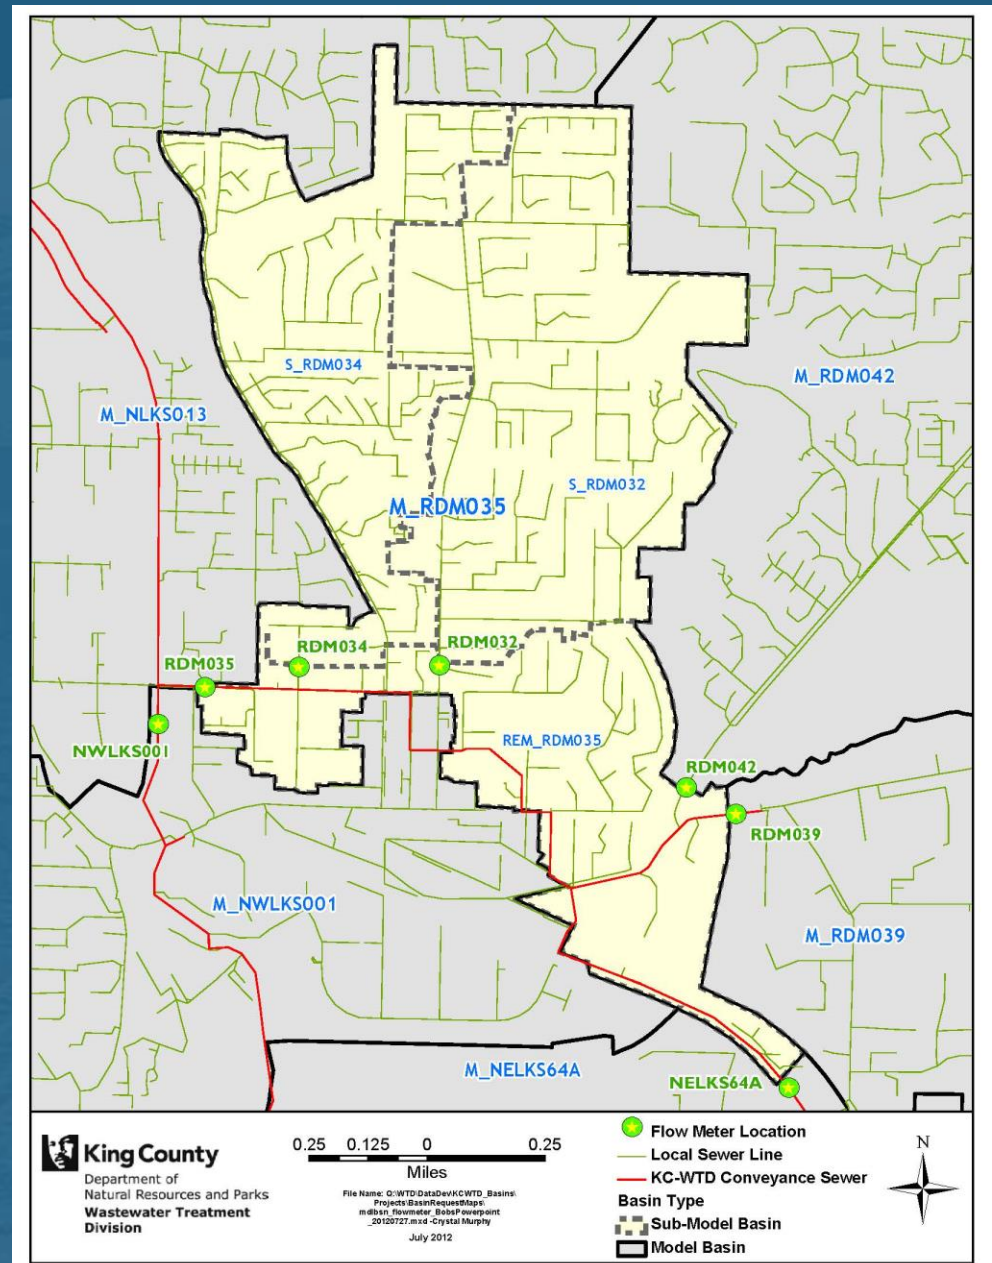 M_RDM042
S_RDM034
M_NLKS013
S_RDM032
M_RDM035
RDM034
RDM032
RDM035
NWLKS001
REM_RDM035
RDM042
RDM039
M_NWLKS001
M_RDM039
M_NELKS64A
NELKS64A
King County
Department of
Natural Resources and Parks
Wastewater Treatment
Division
0.25 0.125 0 0.25
Miles
File Name: Q:\WTD\DataDev\KCWTD_Basins\
Projects\BasinRequestMaps\
mdlbsn_flowmeter_BobsPowerpoint
_20120727.mxd -Crystal Murphy
July 2012
Flow Meter Location
Local Sewer Line
KC-WTD Conveyance Sewer
Basin Type
Sub-Model Basin
Model Basin
N